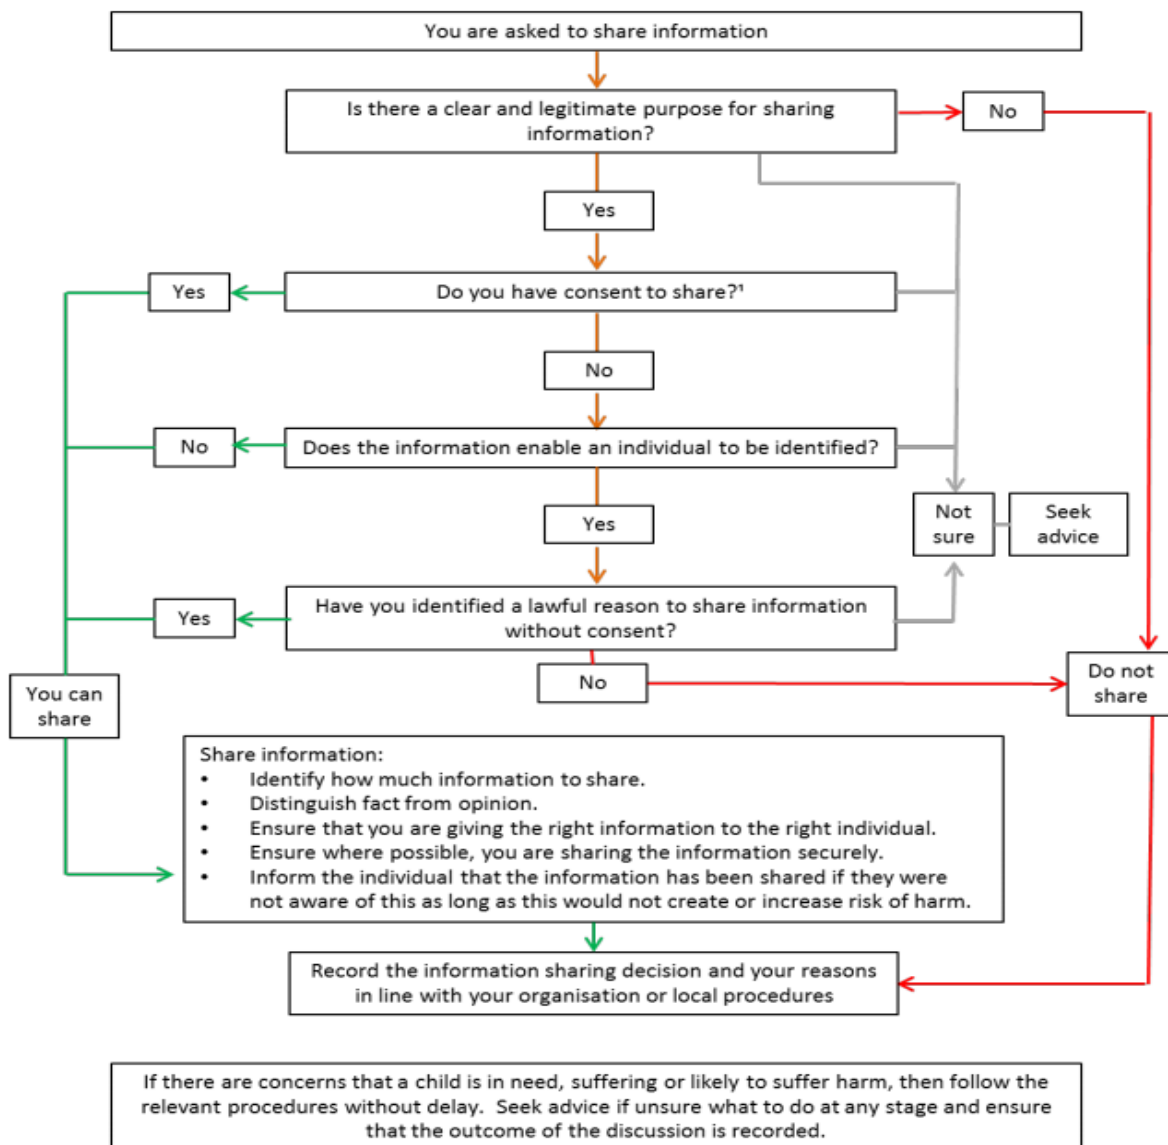 You are asked to share information
Is there a clear and legitimate purpose for sharing
information?
No
Yes
Yes
Do you have consent to share?¹
No
No
Does the information enable an individual to be identified?
Yes
Not
sure
Seek
advice
Yes
Have you identified a lawful reason to share information
without consent?
No
Do not
share
You can
share
Share information:
• Identify how much information to share.
• Distinguish fact from opinion.
• Ensure that you are giving the right information to the right individual.
• Ensure where possible, you are sharing the information securely.
• Inform the individual that the information has been shared if they were
not aware of this as long as this would not create or increase risk of harm.
Record the information sharing decision and your reasons
in line with your organisation or local procedures
If there are concerns that a child is in need, suffering or likely to suffer harm, then follow the
relevant procedures without delay. Seek advice if unsure what to do at any stage and ensure
that the outcome of the discussion is recorded.